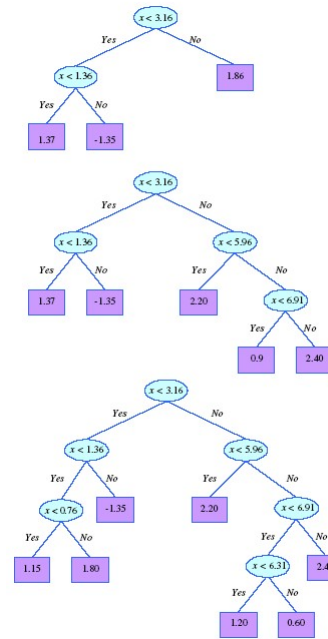 x < 3.16
Yes No
x < 1.36 1.86
Yes No
1.37 -1.35
x < 3.16
Yes No
x < 1.36 x < 5.96
Yes No Yes No
1.37 -1.35 2.20 x < 6.91
Yes No
0.9 2.40
x < 3.16
Yes No
x < 1.36 x < 5.96
Yes No Yes No
x < 0.76 -1.35 2.20 x < 6.91
Yes No Yes No
1.15 1.80 x < 6.31 2.4
Yes No
1.20 0.60